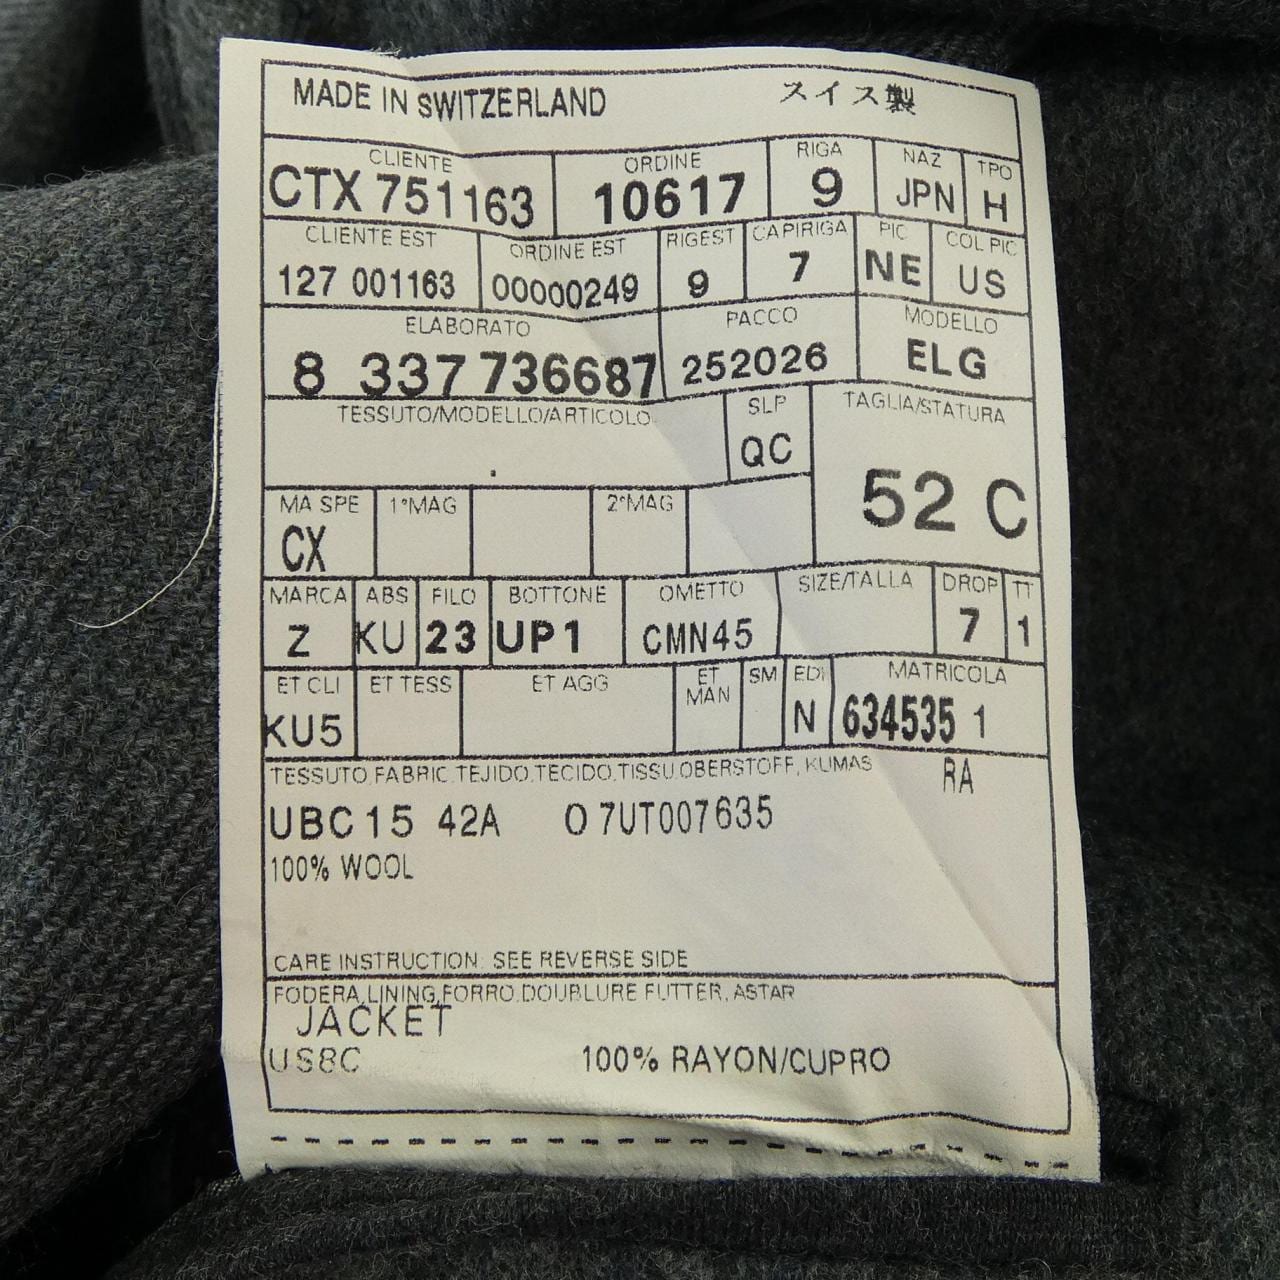 MADE IN SWITZERLAND スイス製
CLIENTE ORDINE RIGA NAZ TPO
CTX 751163 10617 9 JPN H
CLIENTE EST ORDINE EST RIGEST CAPIRIGA PIC COL PIC
127 001163 00000249 9 7 NE US
ELABORATO PACCO MODELLO
8 337 736687 252026 ELG
TESSUTO/MODELLO/ARTICOLO SLP TAGLIA/STATURA
. QC 52 C
MA SPE 1°MAG 2°MAG
CX
MARCA ABS FILO BOTTONE OMETTO SIZE/TALLA DROP TT
Z KU 23 UP1 CMN45 7 1
ET CLI ET TESS ET AGG ET MAN SM EDI MATRICOLA
KU5 N 634535 1
TESSUTO,FABRIC,TEJIDO,TECIDO,TISSU,OBERSTOFF, KUMAS RA
UBC15 42A O 7UT007635
100% WOOL
CARE INSTRUCTION: SEE REVERSE SIDE
FODERA,LINING,FORRO,DOUBLURE FUTTER, ASTAR
JACKET
US8C 100% RAYON/CUPRO